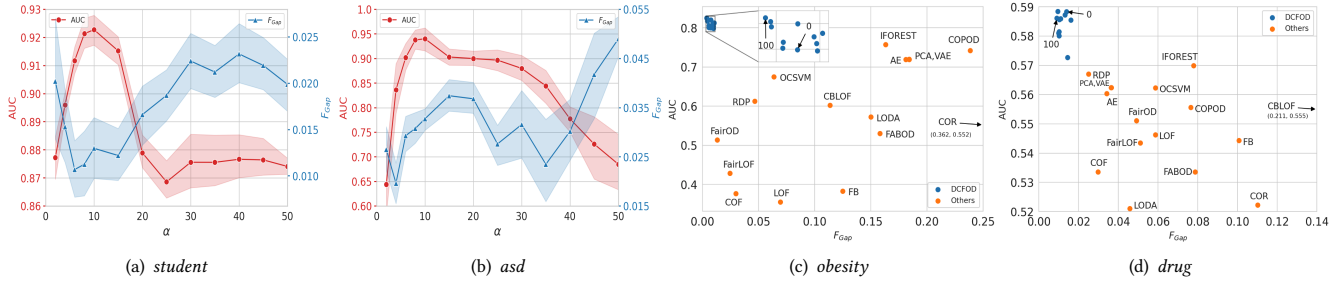 0.93
0.92
0.91
0.90
0.89
0.88
0.87
0.86
AUC
AUC
F_Gap
0.025
0.020
0.015
0.010
F_Gap
0 10 20 30 40 50
α
(a) student
1.00
0.95
0.90
0.85
0.80
0.75
0.70
0.65
0.60
AUC
AUC
F_Gap
0.055
0.045
0.035
0.025
0.015
F_Gap
0 10 20 30 40 50
α
(b) asd
0.8
0.7
0.6
0.5
0.4
AUC
100
0
IFOREST
COPOD
AE
PCA,VAE
OCSVM
RDP
CBLOF
LODA
COR
(0.362, 0.552)
FABOD
FairOD
FairLOF
COF
LOF
FB
DCFOD
Others
0.00 0.05 0.10 0.15 0.20 0.25
F_Gap
(c) obesity
0.59
0.58
0.57
0.56
0.55
0.54
0.53
0.52
AUC
0
100
DCFOD
Others
IFOREST
RDP
PCA,VAE
AE
OCSVM
COPOD
CBLOF
(0.211, 0.555)
FairOD
LOF
FairLOF
FB
COF
FABOD
LODA
COR
0.00 0.02 0.04 0.06 0.08 0.10 0.12 0.14
F_Gap
(d) drug